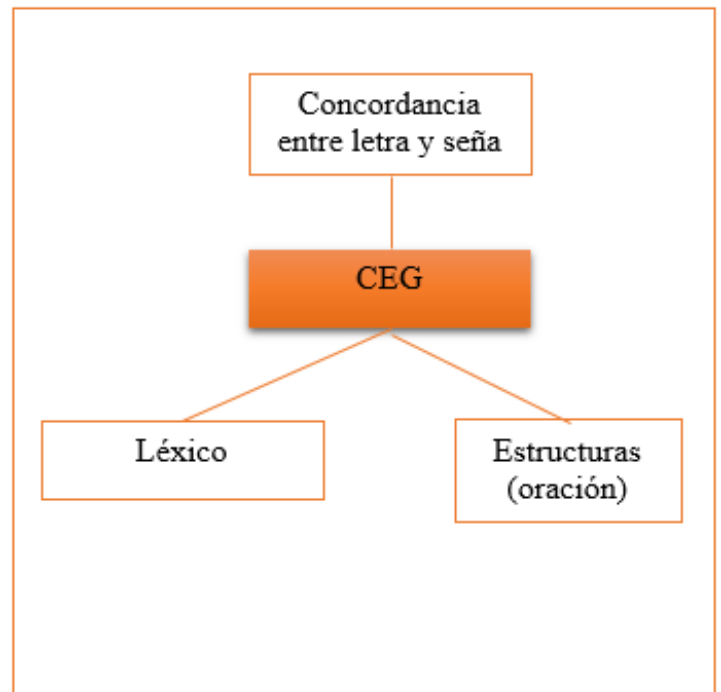 Concordancia
entre letra y seña
CEG
Léxico
Estructuras
(oración)